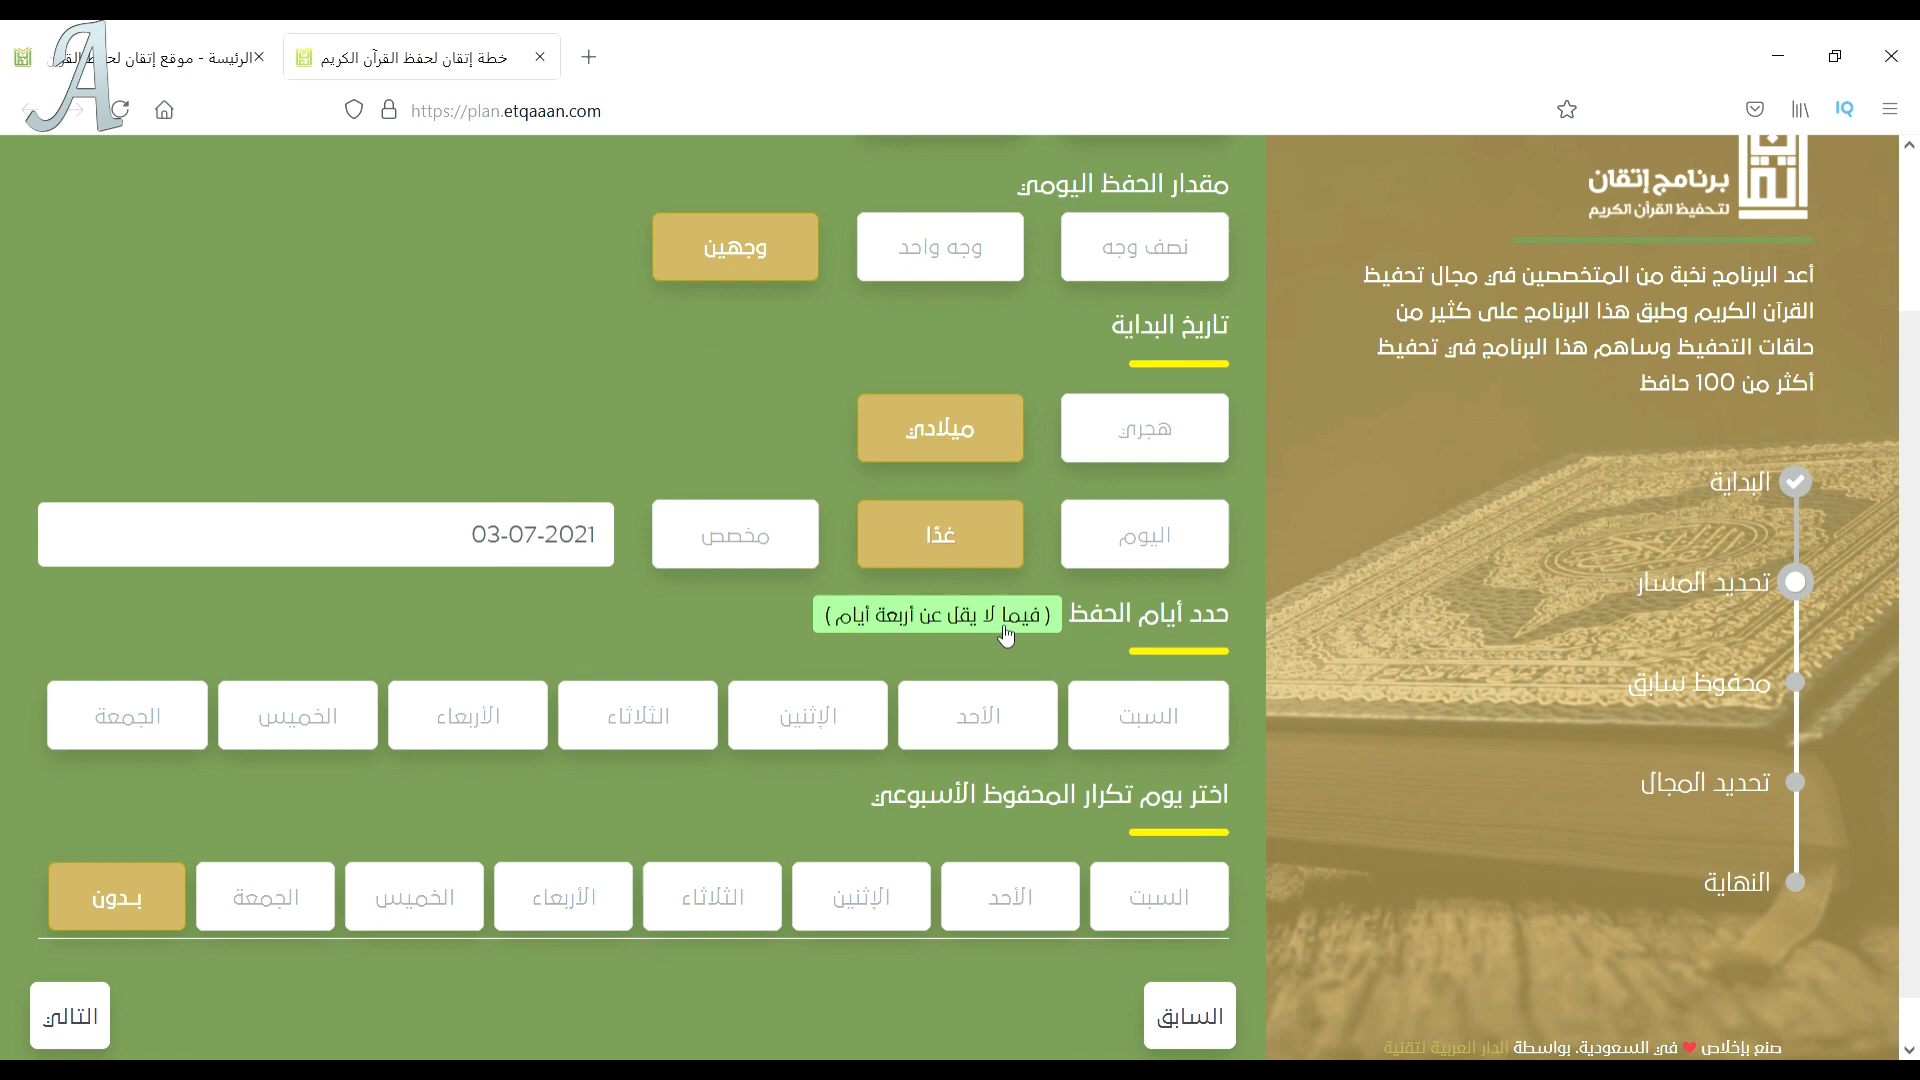 خطة إتقان لحفظ القرآن الكريم
https://plan.etqaaan.com
IQ
برنامج إتقان
لتحفيظ القرآن الكريم
أعد البرنامج نخبة من المتخصصين في مجال تحفيظ
القرآن الكريم وطبق هذا البرنامج على كثير من
حلقات التحفيظ وساهم هذا البرنامج في تحفيظ
أكثر من 100 حافظ
البداية
تحديد المسار
محفوظ سابق
تحديد المجال
النهاية
صنع بإخلاص ❤ في السعودية. بواسطة الدار العربية لتقنية
مقدار الحفظ اليومي
نصف وجه وجه واحد وجهين
تاريخ البداية
هجري ميلادي
اليوم غدًا مخصص 03-07-2021
حدد أيام الحفظ ( فيما لا يقل عن أربعة أيام )
السبت الأحد الإثنين الثلاثاء الأربعاء الخميس الجمعة
اختر يوم تكرار المحفوظ الأسبوعي
السبت الأحد الإثنين الثلاثاء الأربعاء الخميس الجمعة بـدون
السابق التالي
A
الرئيسة - موقع إتقان